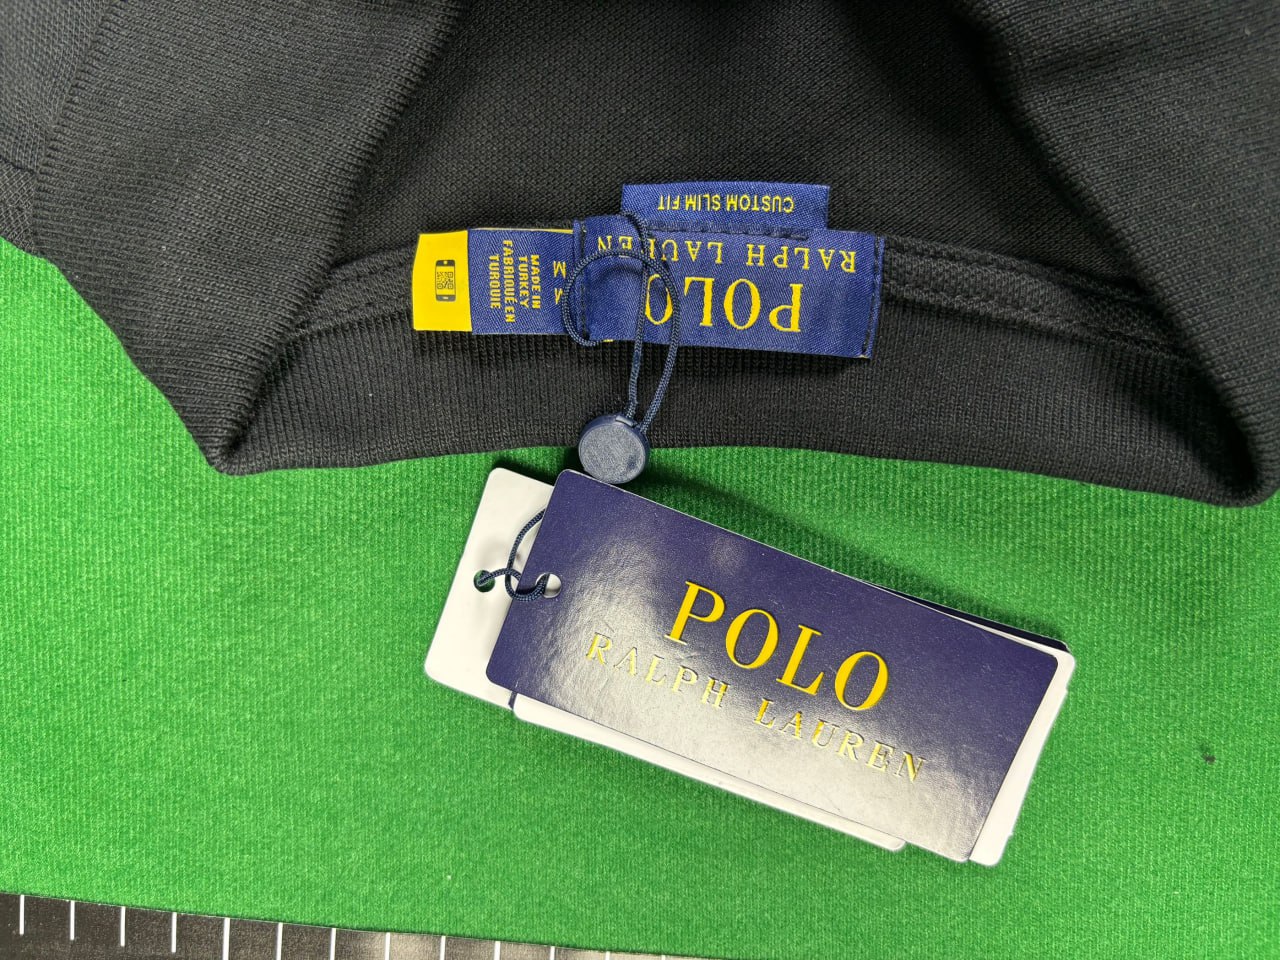 CUSTOM SLIM FIT
POLO
RALPH LAUREN
M
M
MADE IN
TURKEY
FABRIQUÉ EN
TURQUIE
POLO
RALPH LAUREN